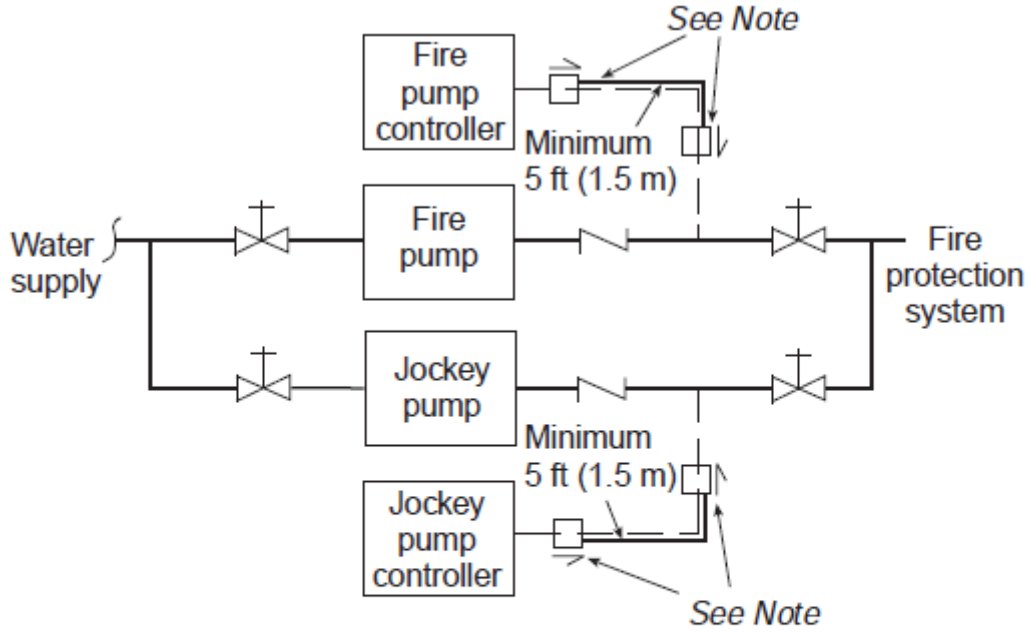 See Note
Fire
pump
controller
Minimum
5 ft (1.5 m)
Water
supply
Fire
pump
Fire
protection
system
Jockey
pump
Minimum
5 ft (1.5 m)
Jockey
pump
controller
See Note